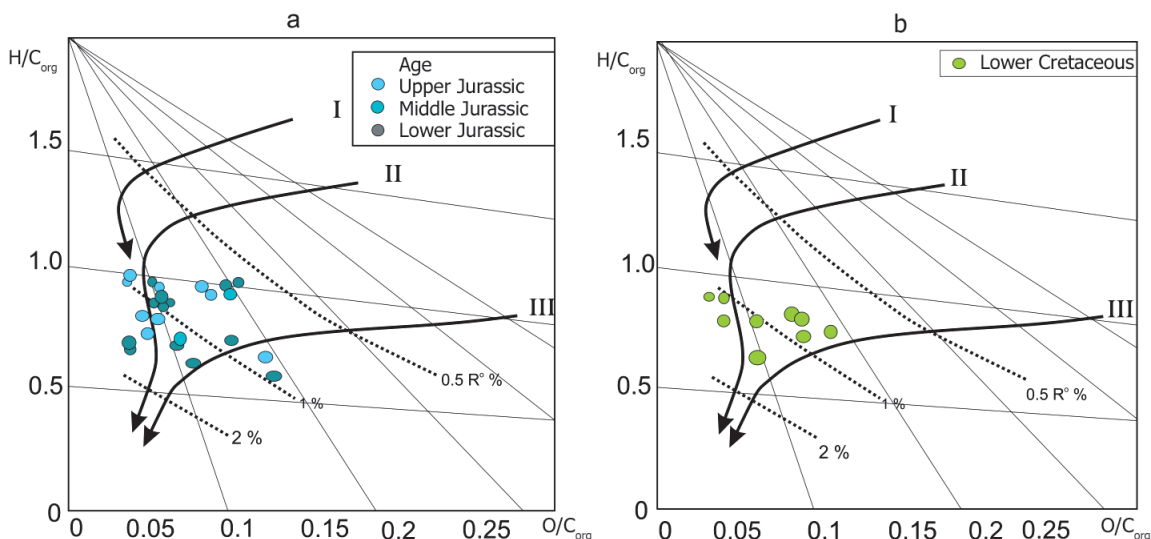 a
H/Corg
Age
Upper Jurassic
Middle Jurassic
Lower Jurassic
I
II
III
1.5
1.0
0.5
0
0.5 R° %
1 %
2 %
0.05
0.1
0.15
0.2
0.25
O/Corg
b
H/Corg
Lower Cretaceous
I
II
III
1.5
1.0
0.5
0
0.5 R° %
1%
2 %
0.05
0.1
0.15
0.2
0.25
O/Corg